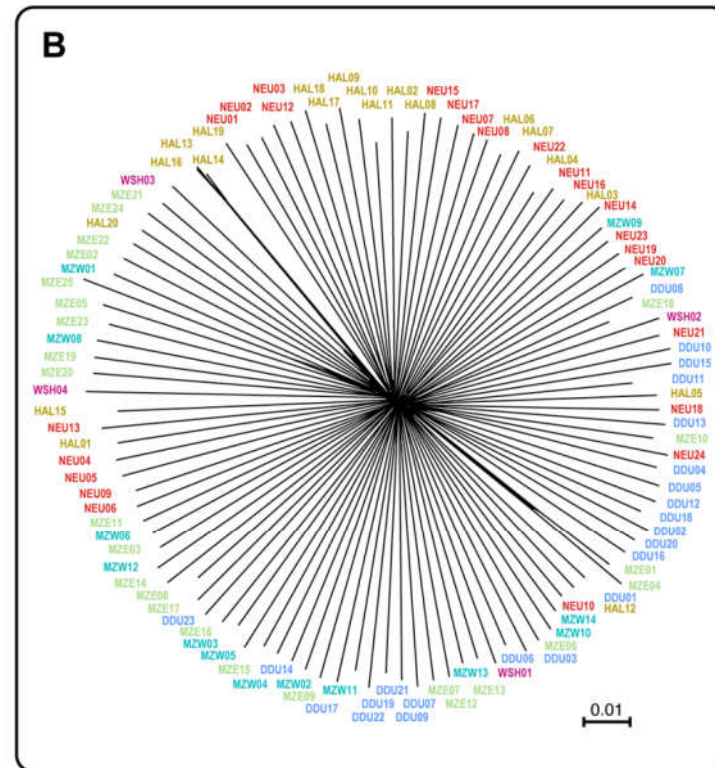 B
HAL09
NEU03 HAL18 HAL10 HAL02 NEU15
NEU02 NEU12 HAL17 HAL11 HAL08 NEU17
NEU01 NEU07 HAL06
HAL19 NEU08 HAL07
HAL13 NEU22
HAL16 HAL14 HAL04
WSH03 NEU11
MZE21 NEU16
MZE24 HAL03
HAL20 NEU14
MZE22 MZW09
MZE02 NEU23
MZW01 NEU19
MZE25 NEU20
MZE05 MZW07
MZE23 DDU08
MZW08 MZE18
MZE19 WSH02
MZE20 NEU21
WSH04 DDU10
HAL15 DDU15
NEU13 DDU11
HAL01 HAL05
NEU04 NEU18
NEU05 DDU13
NEU09 MZE10
NEU06 NEU24
MZE11 DDU04
MZW06 DDU05
MZE03 DDU12
MZW12 DDU18
MZE14 DDU02
MZE08 DDU20
MZE17 DDU16
DDU23 MZE01
MZE16 MZE04
MZW03 DDU01
MZW05 NEU10 HAL12
MZE15 MZW14
MZW04 DDU14 MZW10
MZW02 MZE06
MZE09 MZW11 DDU21 MZW13 DDU06 DDU03
DDU17 DDU19 DDU07 MZE07 MZE13 WSH01
DDU22 DDU09 MZE12
0.01